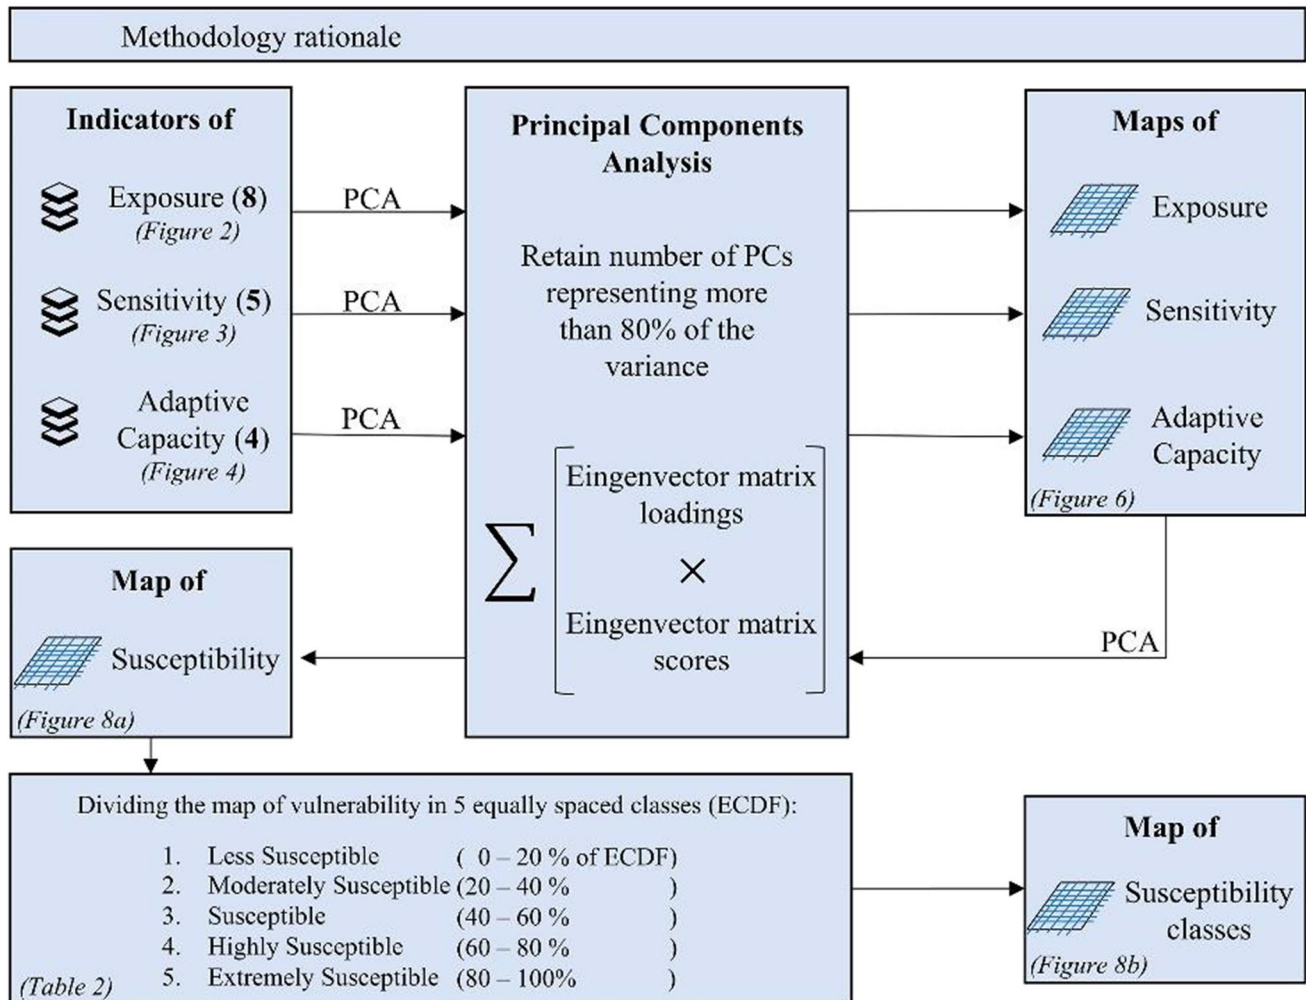 Methodology rationale
Indicators of
Exposure (8)
(Figure 2)
Sensitivity (5)
(Figure 3)
Adaptive
Capacity (4)
(Figure 4)
PCA
PCA
PCA
Principal Components
Analysis
Retain number of PCs
representing more
than 80% of the
variance
∑
Eingenvector matrix
loadings
×
Eingenvector matrix
scores
Maps of
Exposure
Sensitivity
Adaptive
Capacity
(Figure 6)
PCA
Map of
Susceptibility
(Figure 8a)
Dividing the map of vulnerability in 5 equally spaced classes (ECDF):
1. Less Susceptible ( 0 – 20 % of ECDF)
2. Moderately Susceptible (20 – 40 % )
3. Susceptible (40 – 60 % )
4. Highly Susceptible (60 – 80 % )
5. Extremely Susceptible (80 – 100% )
(Table 2)
Map of
Susceptibility
classes
(Figure 8b)